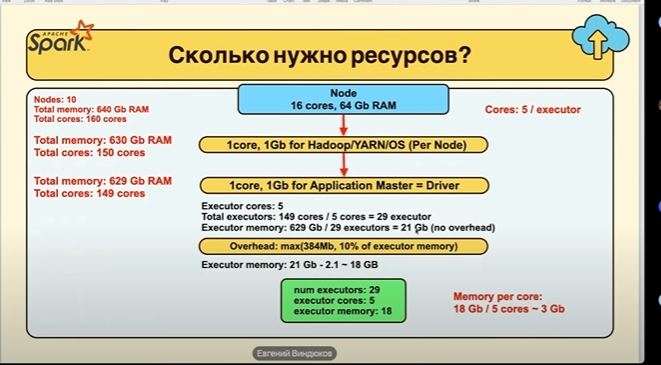 APACHE
Spark
Сколько нужно ресурсов?
Nodes: 10
Total memory: 640 Gb RAM
Total cores: 160 cores
Node
16 cores, 64 Gb RAM
Cores: 5 / executor
Total memory: 630 Gb RAM
Total cores: 150 cores
1core, 1Gb for Hadoop/YARN/OS (Per Node)
Total memory: 629 Gb RAM
Total cores: 149 cores
1core, 1Gb for Application Master = Driver
Executor cores: 5
Total executors: 149 cores / 5 cores = 29 executor
Executor memory: 629 Gb / 29 executors = 21 Gb (no overhead)
Overhead: max(384Mb, 10% of executor memory)
Executor memory: 21 Gb - 2.1 ~ 18 GB
num executors: 29
executor cores: 5
executor memory: 18
Memory per core:
18 Gb / 5 cores ~ 3 Gb
Евгений Виндюков